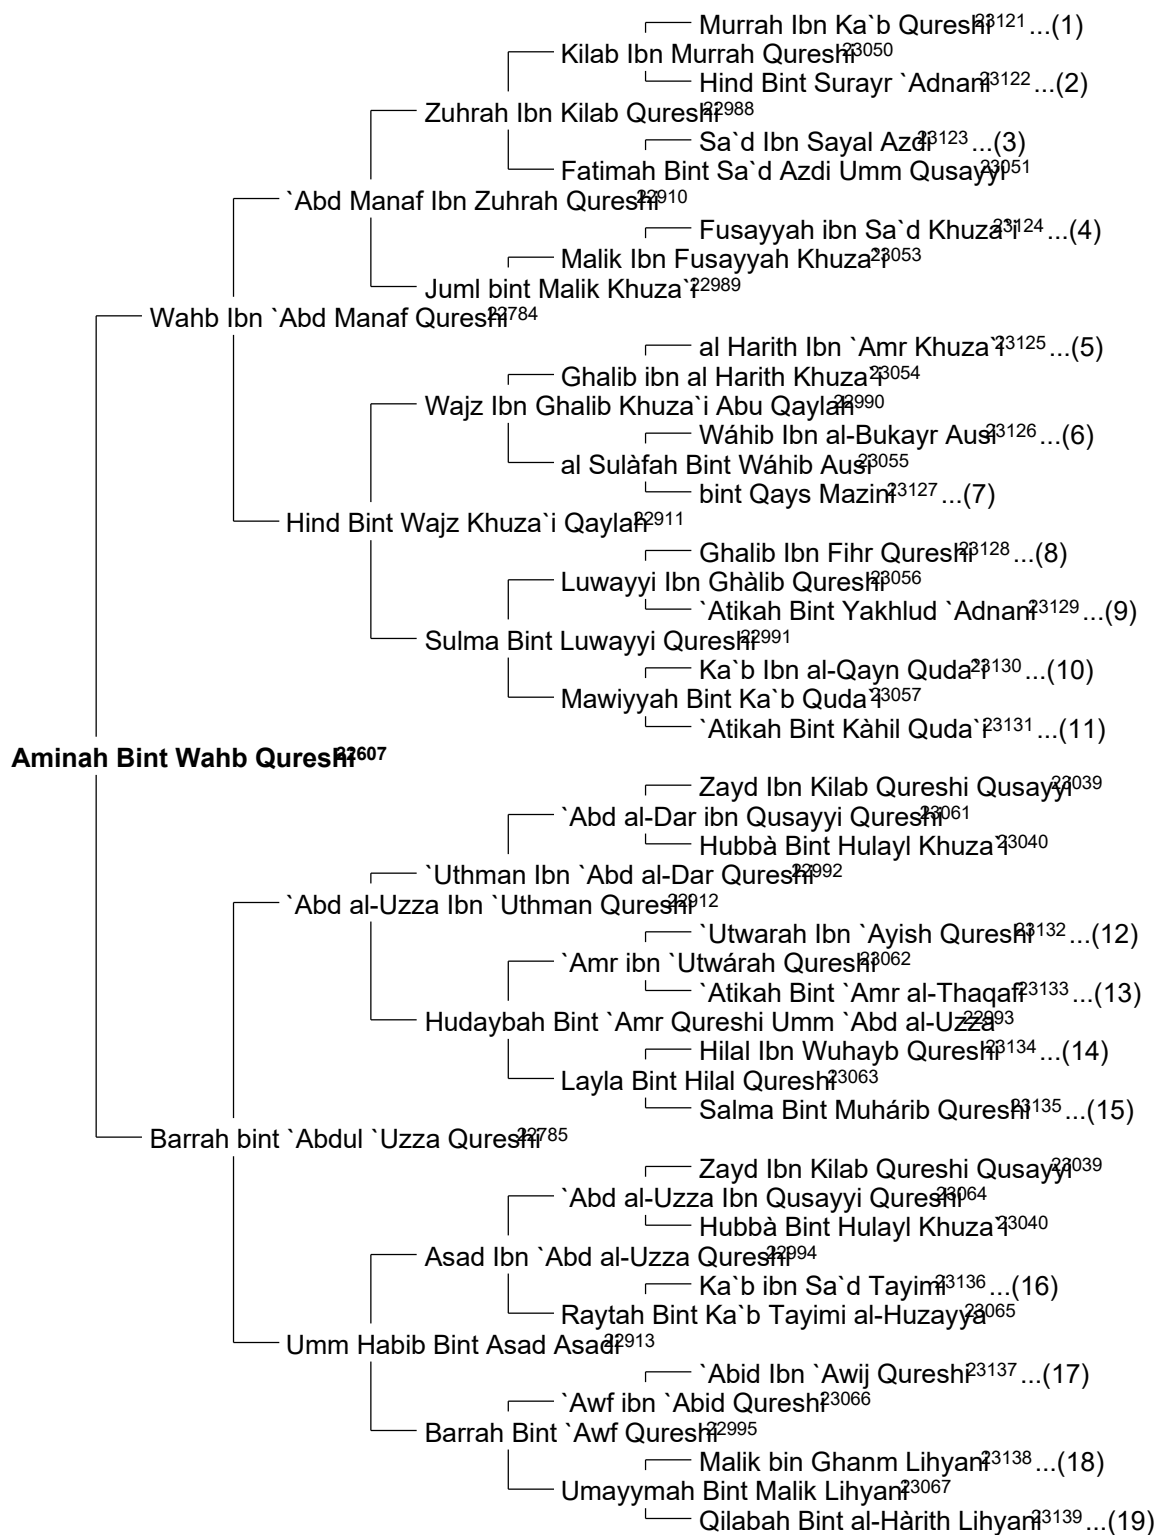 Murrah Ibn Ka`b Qureshi23121 ...(1)
Kilab Ibn Murrah Qureshi23050
Hind Bint Surayr `Adnani23122 ...(2)
Zuhrah Ibn Kilab Qureshi22988
Sa`d Ibn Sayal Azdi23123 ...(3)
Fatimah Bint Sa`d Azdi Umm Qusayyi23051
`Abd Manaf Ibn Zuhrah Qureshi22910
Fusayyah ibn Sa`d Khuza`i23124 ...(4)
Malik Ibn Fusayyah Khuza`i23053
Juml bint Malik Khuza`i22989
Wahb Ibn `Abd Manaf Qureshi22784
al Harith Ibn `Amr Khuza`i23125 ...(5)
Ghalib ibn al Harith Khuza`i23054
Wajz Ibn Ghalib Khuza`i Abu Qaylah22990
Wáhib Ibn al-Bukayr Ausi23126 ...(6)
al Sulàfah Bint Wáhib Ausi23055
bint Qays Mazini23127 ...(7)
Hind Bint Wajz Khuza`i Qaylah22911
Ghalib Ibn Fihr Qureshi23128 ...(8)
Luwayyi Ibn Ghàlib Qureshi23056
`Atikah Bint Yakhlud `Adnani23129 ...(9)
Sulma Bint Luwayyi Qureshi22991
Ka`b Ibn al-Qayn Quda`i23130 ...(10)
Mawiyyah Bint Ka`b Quda`i23057
`Atikah Bint Kàhil Quda`i23131 ...(11)
Aminah Bint Wahb Qureshi22607
Zayd Ibn Kilab Qureshi Qusayyi23039
`Abd al-Dar ibn Qusayyi Qureshi23061
Hubbà Bint Hulayl Khuza`i23040
`Uthman Ibn `Abd al-Dar Qureshi22992
`Abd al-Uzza Ibn `Uthman Qureshi22912
`Utwarah Ibn `Ayish Qureshi23132 ...(12)
`Amr ibn `Utwárah Qureshi23062
`Atikah Bint `Amr al-Thaqafi23133 ...(13)
Hudaybah Bint `Amr Qureshi Umm `Abd al-Uzza22993
Hilal Ibn Wuhayb Qureshi23134 ...(14)
Layla Bint Hilal Qureshi23063
Salma Bint Muhárib Qureshi23135 ...(15)
Barrah bint `Abdul `Uzza Qureshi22785
Zayd Ibn Kilab Qureshi Qusayyi23039
`Abd al-Uzza Ibn Qusayyi Qureshi23064
Hubbà Bint Hulayl Khuza`i23040
Asad Ibn `Abd al-Uzza Qureshi22994
Ka`b ibn Sa`d Tayimi23136 ...(16)
Raytah Bint Ka`b Tayimi al-Huzayya23065
Umm Habib Bint Asad Asadi22913
`Abid Ibn `Awij Qureshi23137 ...(17)
`Awf ibn `Abid Qureshi23066
Barrah Bint `Awf Qureshi22995
Malik bin Ghanm Lihyani23138 ...(18)
Umayymah Bint Malik Lihyani23067
Qilabah Bint al-Hàrith Lihyani23139 ...(19)